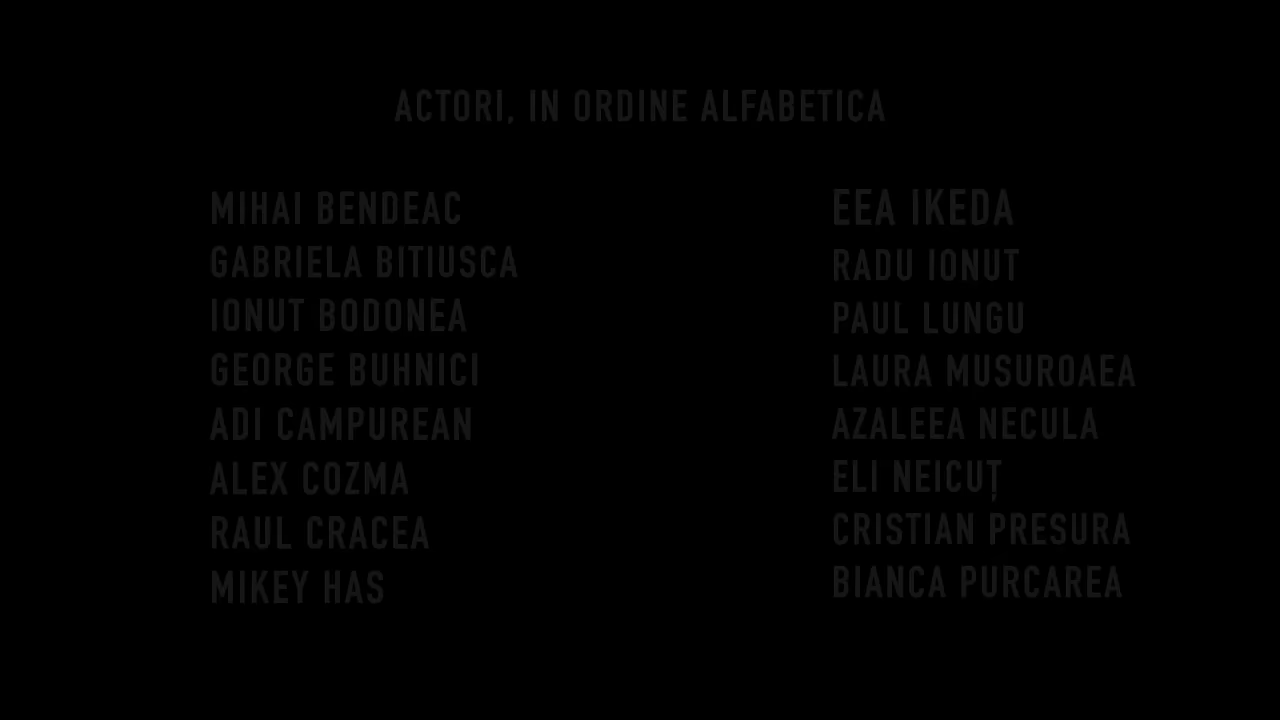 ACTORI, IN ORDINE ALFABETICA
MIHAI BENDEAC
GABRIELA BITIUSCA
IONUT BODONEA
GEORGE BUHNICI
ADI CAMPUREAN
ALEX COZMA
RAUL CRACEA
MIKEY HAS
EEA IKEDA
RADU IONUT
PAUL LUNGU
LAURA MUSUROAEA
AZALEEA NECULA
ELI NEICUȚ
CRISTIAN PRESURA
BIANCA PURCAREA